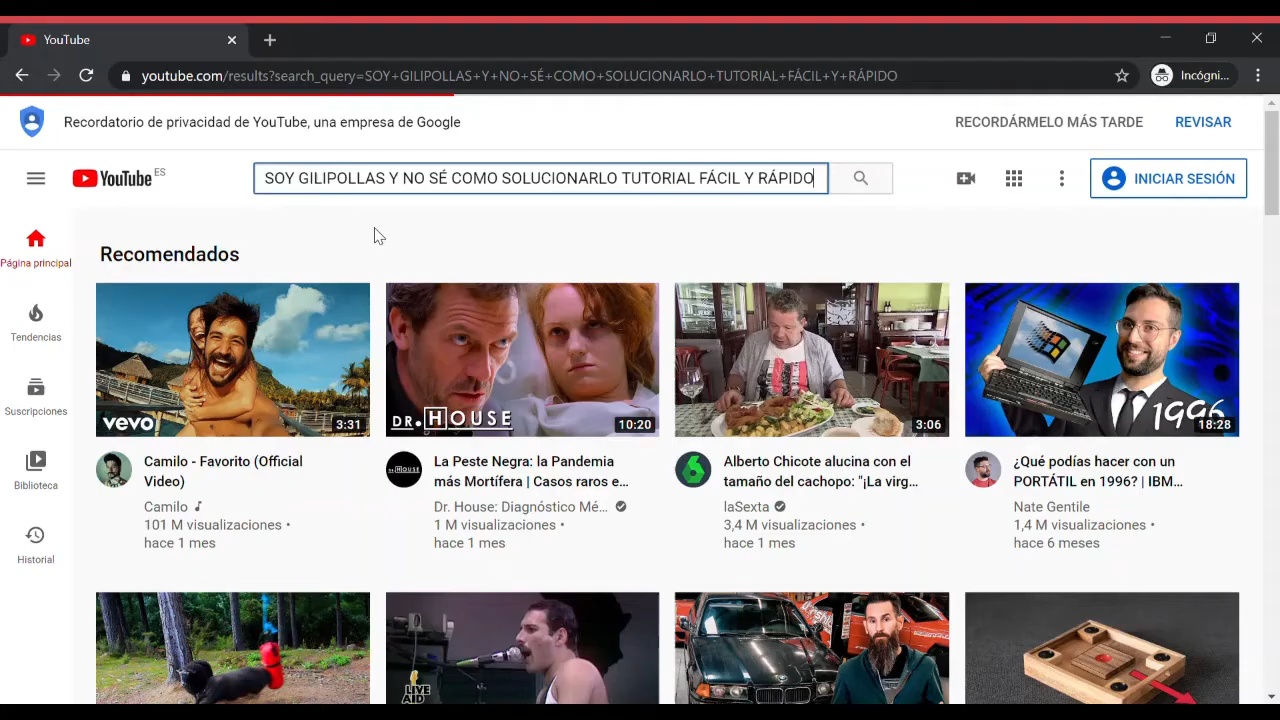 YouTube
youtube.com/results?search_query=SOY+GILIPOLLAS+Y+NO+SÉ+COMO+SOLUCIONARLO+TUTORIAL+FÁCIL+Y+RÁPIDO
Incógni...
Recordatorio de privacidad de YouTube, una empresa de Google
RECORDÁRMELO MÁS TARDE
REVISAR
YouTube ES
SOY GILIPOLLAS Y NO SÉ COMO SOLUCIONARLO TUTORIAL FÁCIL Y RÁPIDO
INICIAR SESIÓN
Página principal
Tendencias
Suscripciones
Biblioteca
Historial
Recomendados
vevo
3:31
Camilo - Favorito (Official
Video)
Camilo
101 M visualizaciones •
hace 1 mes
DR. HOUSE
10:20
La Peste Negra: la Pandemia
más Mortífera | Casos raros e...
Dr. House: Diagnóstico Mé...
1 M visualizaciones •
hace 1 mes
3:06
Alberto Chicote alucina con el
tamaño del cachopo: "¡La virg...
laSexta
3,4 M visualizaciones •
hace 1 mes
1996
18:28
¿Qué podías hacer con un
PORTÁTIL en 1996? | IBM...
Nate Gentile
1,4 M visualizaciones •
hace 6 meses
LIVE
AID